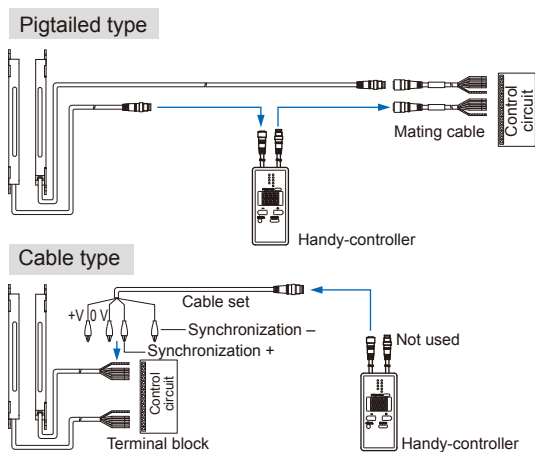 Pigtailed type
Mating cable
Control
circuit
Handy-controller
Cable type
+V 0 V
Cable set
Synchronization –
Synchronization +
Not used
Control
circuit
Terminal block
Handy-controller